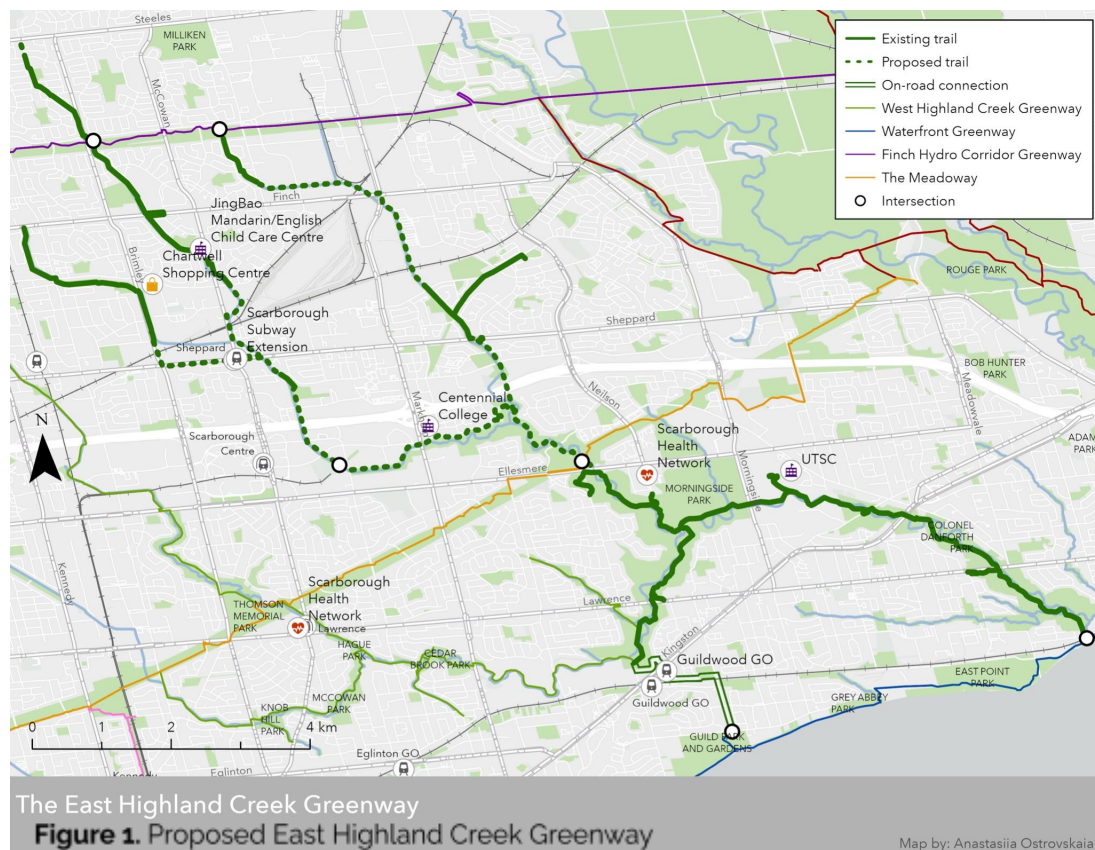 Steeles
MILLIKEN
PARK
McCowan
Existing trail
Proposed trail
On-road connection
West Highland Creek Greenway
Waterfront Greenway
Finch Hydro Corridor Greenway
The Meadoway
Intersection
Finch
JingBao
Mandarin/English
Child Care Centre
Chartwell
Shopping Centre
Brimley
Scarborough
Subway
Extension
Sheppard
Sheppard
ROUGE PARK
BOB HUNTER
PARK
Meadowvale
Neilson
Centennial
College
N
Scarborough
Centre
Ellesmere
Scarborough
Health
Network
MORNINGSIDE
PARK
Morningside
UTSC
ADAM
PARK
COLONEL
DANFORTH
PARK
Kennedy
Scarborough
Health
Network
THOMSON
MEMORIAL
PARK
Lawrence
Lawrence
HAGUE
PARK
CEDAR
BROOK PARK
Kingston
Guildwood GO
Guildwood GO
EAST POINT
PARK
GREY ABBEY
PARK
MCCOWAN
PARK
KNOB
HILL
PARK
0 1 2 4 km
GUILD PARK
AND GARDENS
Eglinton GO
Kennedy
Eglinton
The East Highland Creek Greenway
Figure 1. Proposed East Highland Creek Greenway
Map by: Anastasiia Ostrovskaia